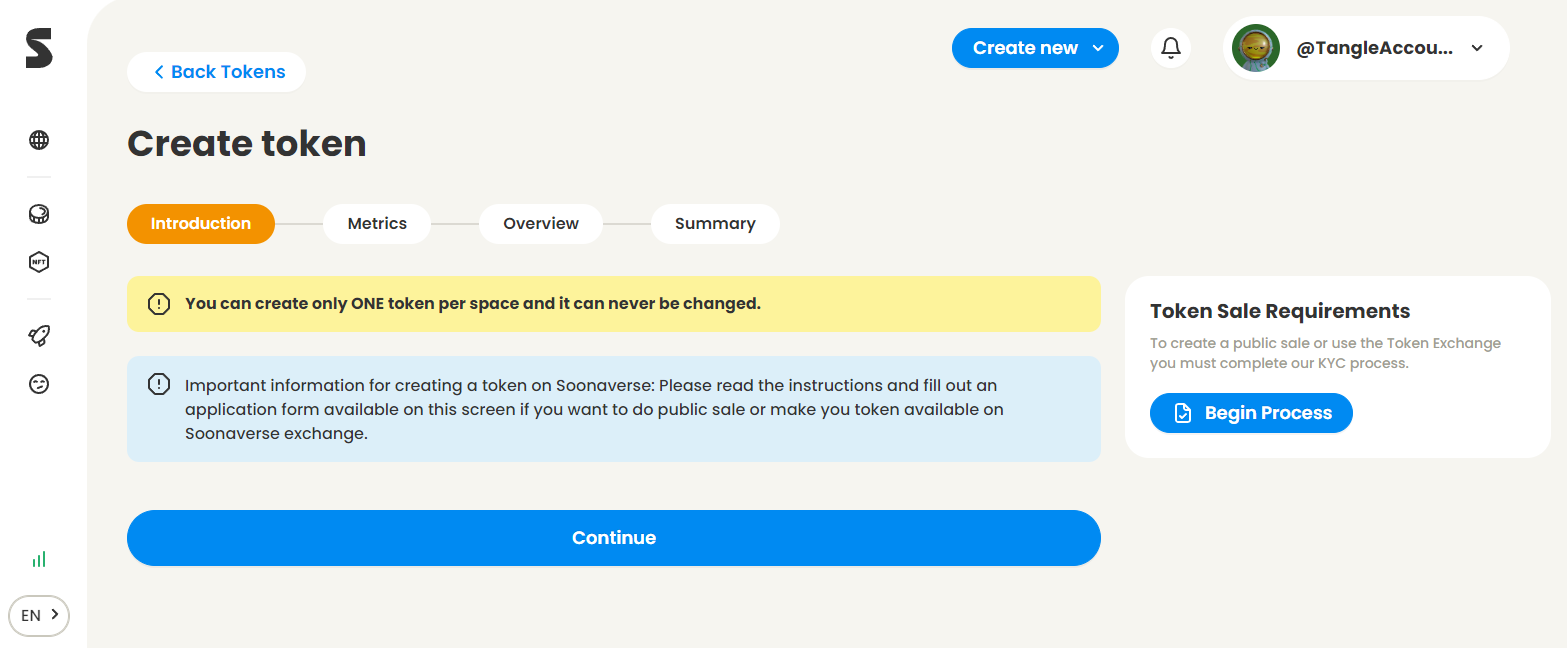 Create new
@TangleAccou...
Back Tokens
Create token
Introduction
Metrics
Overview
Summary
You can create only ONE token per space and it can never be changed.
Important information for creating a token on Soonaverse: Please read the instructions and fill out an
application form available on this screen if you want to do public sale or make you token available on
Soonaverse exchange.
Continue
Token Sale Requirements
To create a public sale or use the Token Exchange
you must complete our KYC process.
Begin Process
NFT
EN